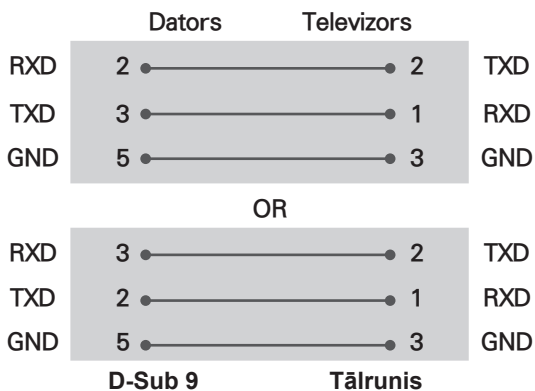 Dators Televizors
RXD 2 2 TXD
TXD 3 1 RXD
GND 5 3 GND
OR
RXD 3 2 TXD
TXD 2 1 RXD
GND 5 3 GND
D-Sub 9 Tālrunis